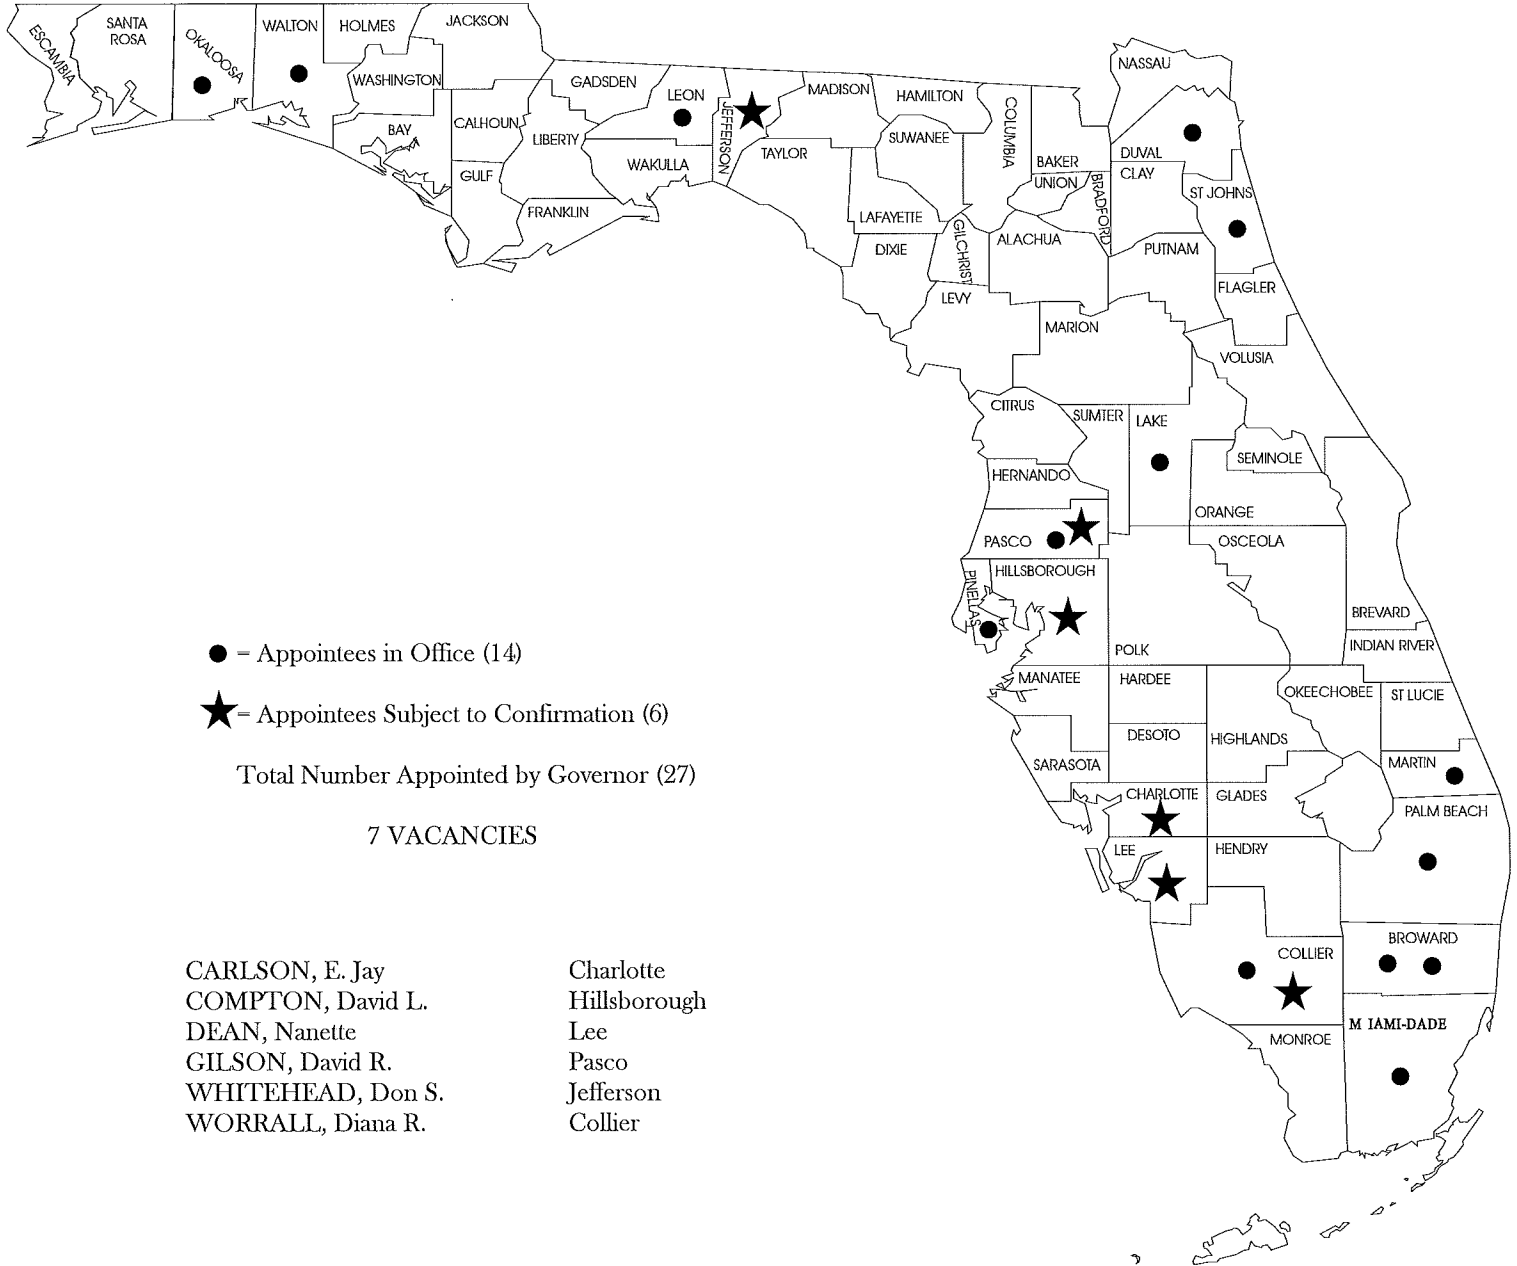 ESCAMBIA
SANTA
ROSA
OKALOOSA
WALTON
HOLMES
JACKSON
WASHINGTON
BAY
CALHOUN
GULF
GADSDEN
LIBERTY
FRANKLIN
LEON
WAKULLA
JEFFERSON
MADISON
TAYLOR
HAMILTON
SUWANEE
LAFAYETTE
DIXIE
COLUMBIA
GILCHRIST
LEVY
BAKER
UNION
BRADFORD
ALACHUA
NASSAU
DUVAL
CLAY
ST JOHNS
PUTNAM
FLAGLER
MARION
VOLUSIA
CITRUS
SUMTER
LAKE
SEMINOLE
HERNANDO
ORANGE
PASCO
OSCEOLA
PINELLAS
HILLSBOROUGH
POLK
BREVARD
INDIAN RIVER
MANATEE
HARDEE
OKEECHOBEE
ST LUCIE
DESOTO
HIGHLANDS
SARASOTA
MARTIN
CHARLOTTE
GLADES
PALM BEACH
LEE
HENDRY
COLLIER
BROWARD
MONROE
M IAMI-DADE
= Appointees in Office (14)
= Appointees Subject to Confirmation (6)
Total Number Appointed by Governor (27)
7 VACANCIES
CARLSON, E. Jay Charlotte
COMPTON, David L. Hillsborough
DEAN, Nanette Lee
GILSON, David R. Pasco
WHITEHEAD, Don S. Jefferson
WORRALL, Diana R. Collier